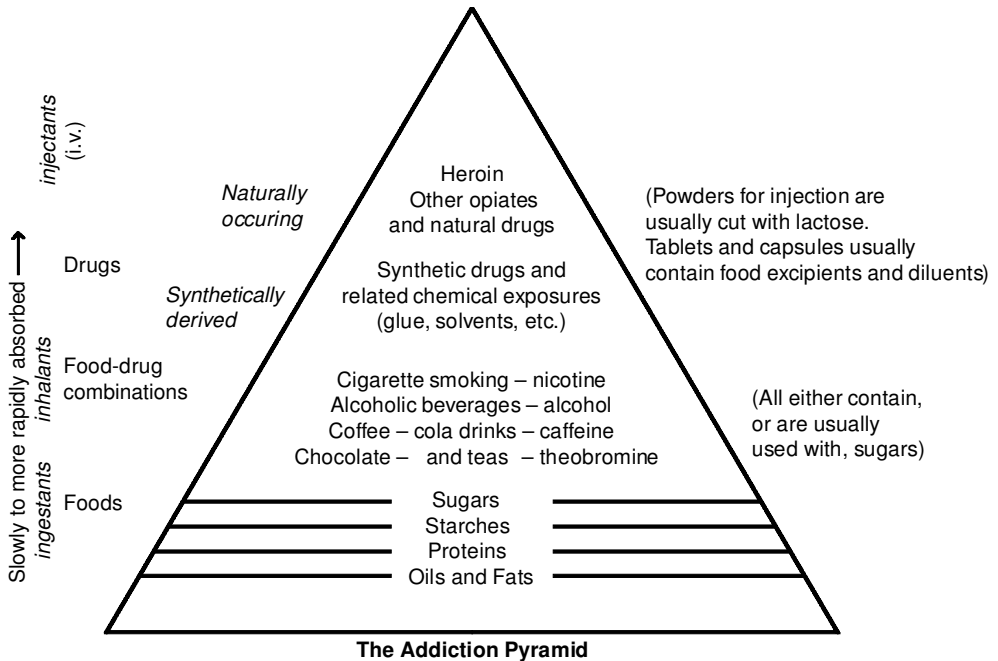 injectants
(i.v.)
Naturally
occuring
Heroin
Other opiates
and natural drugs
(Powders for injection are
usually cut with lactose.
Tablets and capsules usually
contain food excipients and diluents)
Drugs
Synthetically
derived
Synthetic drugs and
related chemical exposures
(glue, solvents, etc.)
Slowly to more rapidly absorbed
inhalants
Food-drug
combinations
Cigarette smoking – nicotine
Alcoholic beverages – alcohol
Coffee – cola drinks – caffeine
Chocolate – and teas – theobromine
(All either contain,
or are usually
used with, sugars)
ingestants
Foods
Sugars
Starches
Proteins
Oils and Fats
The Addiction Pyramid